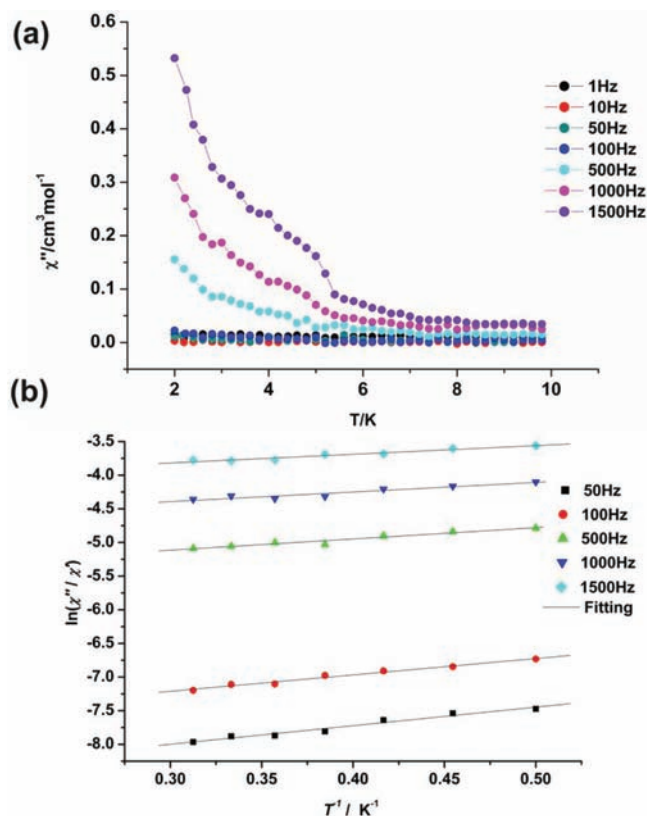 (a)
0.6
0.5
0.4
0.3
0.2
0.1
0.0
χ''/cm³mol⁻¹
2
4
6
8
10
T/K
1Hz
10Hz
50Hz
100Hz
500Hz
1000Hz
1500Hz
(b)
-3.5
-4.0
-4.5
-5.0
-5.5
-6.0
-6.5
-7.0
-7.5
-8.0
ln(χ''/ χ')
0.30
0.35
0.40
0.45
0.50
T⁻¹/ K⁻¹
50Hz
100Hz
500Hz
1000Hz
1500Hz
Fitting